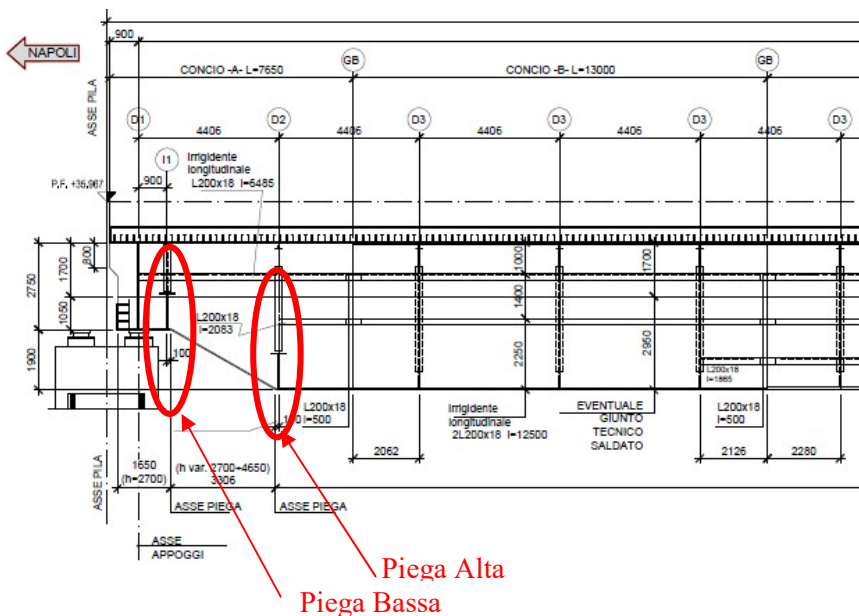 NAPOLI
900
ASSE PILA
CONCIO -A- L=7650
GB
CONCIO -B- L=13000
GB
D1
4406
D2
4406
D3
4406
D3
4406
D3
4406
D3
I1
Irrigidente
longitudinale
L200x18 l=6485
900
P.F. +35,967
800
1700
2750
1050
1900
1000
1700
1400
2250
2950
L200x18
l=2083
100
L200x18
l=1865
L200x18
l=500
Irrigidente
longitudinale
2L200x18 l=12500
EVENTUALE
GIUNTO
TECNICO
SALDATO
L200x18
l=500
2062
2126
2280
1650
(h=2700)
(h var. 2700÷4650)
3306
ASSE PILA
ASSE PIEGA
ASSE PIEGA
ASSE
APPOGGI
Piega Alta
Piega Bassa